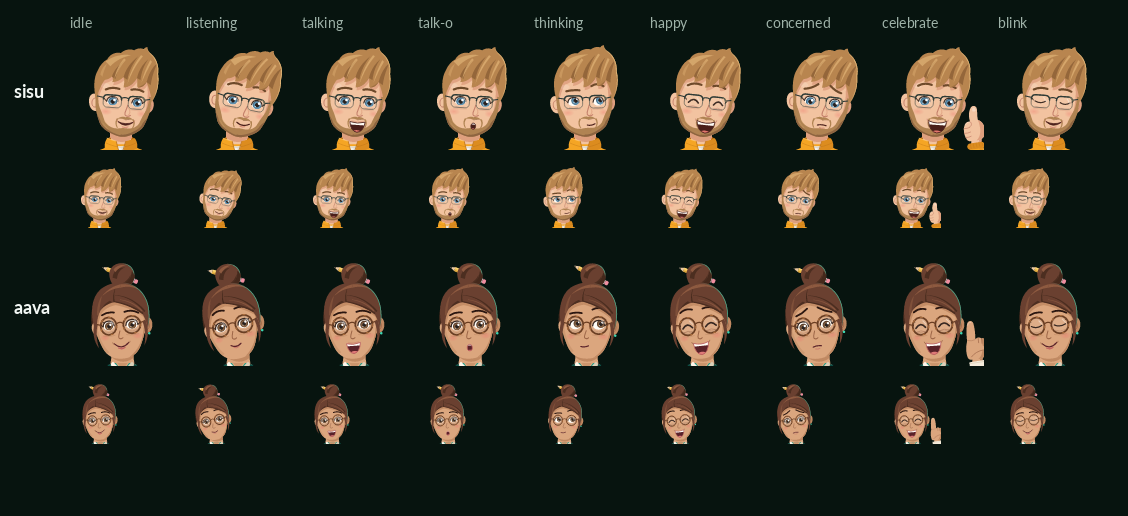 idle listening talking talk-o thinking happy concerned celebrate blink
sisu
aava